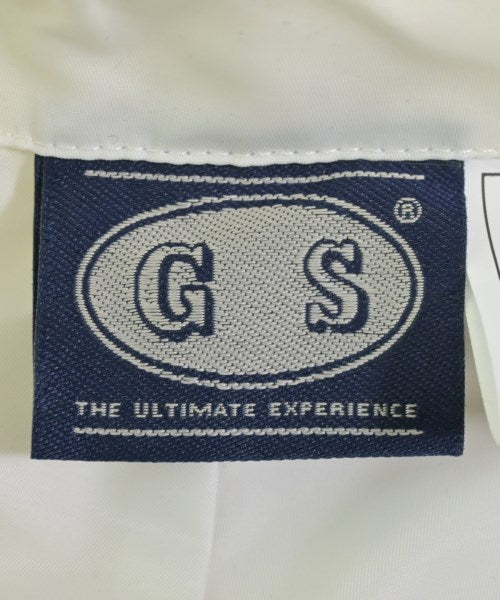 ®
G S
THE ULTIMATE EXPERIENCE